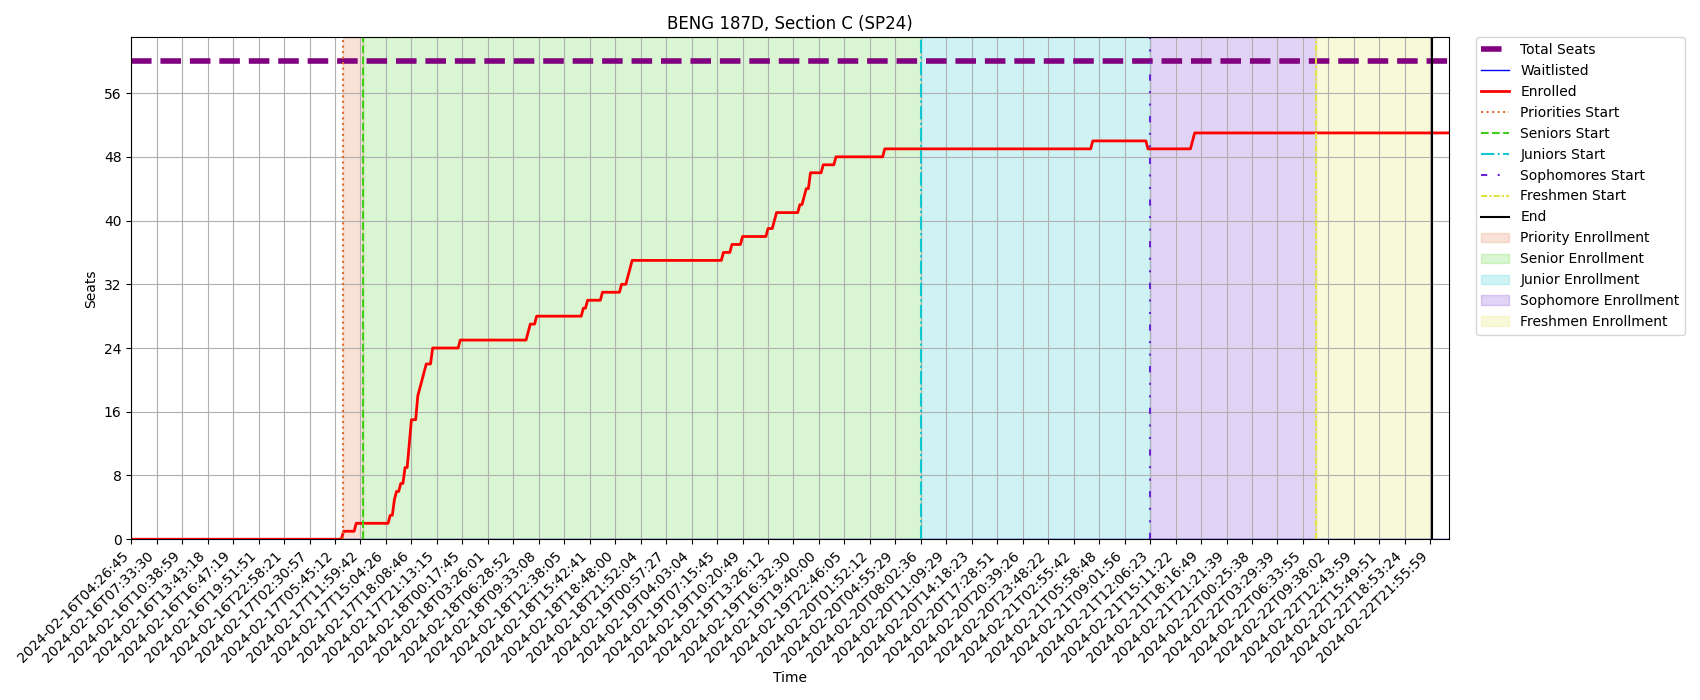 BENG 187D, Section C (SP24)
Total Seats
Waitlisted
Enrolled
Priorities Start
Seniors Start
Juniors Start
Sophomores Start
Freshmen Start
End
Priority Enrollment
Senior Enrollment
Junior Enrollment
Sophomore Enrollment
Freshmen Enrollment
Seats
56
48
40
32
24
16
8
0
2024-02-16T04:26:45
2024-02-16T07:33:30
2024-02-16T10:38:59
2024-02-16T13:43:18
2024-02-16T16:47:19
2024-02-16T19:51:51
2024-02-16T22:58:21
2024-02-17T02:30:57
2024-02-17T05:45:12
2024-02-17T11:59:42
2024-02-17T15:04:26
2024-02-17T18:08:46
2024-02-17T21:13:15
2024-02-18T00:17:45
2024-02-18T03:26:01
2024-02-18T06:28:52
2024-02-18T09:33:08
2024-02-18T12:38:05
2024-02-18T15:42:41
2024-02-18T18:48:00
2024-02-18T21:52:04
2024-02-19T00:57:27
2024-02-19T04:03:04
2024-02-19T07:15:45
2024-02-19T10:20:49
2024-02-19T13:26:12
2024-02-19T16:32:30
2024-02-19T19:40:00
2024-02-19T22:46:05
2024-02-20T01:52:12
2024-02-20T04:55:29
2024-02-20T08:02:36
2024-02-20T11:09:29
2024-02-20T14:18:23
2024-02-20T17:28:51
2024-02-20T20:39:26
2024-02-20T23:48:22
2024-02-21T02:55:42
2024-02-21T05:58:48
2024-02-21T09:01:56
2024-02-21T12:06:23
2024-02-21T15:11:22
2024-02-21T18:16:49
2024-02-21T21:21:39
2024-02-22T00:25:38
2024-02-22T03:29:39
2024-02-22T06:33:55
2024-02-22T09:38:02
2024-02-22T12:43:59
2024-02-22T15:49:51
2024-02-22T18:53:24
2024-02-22T21:55:59
Time